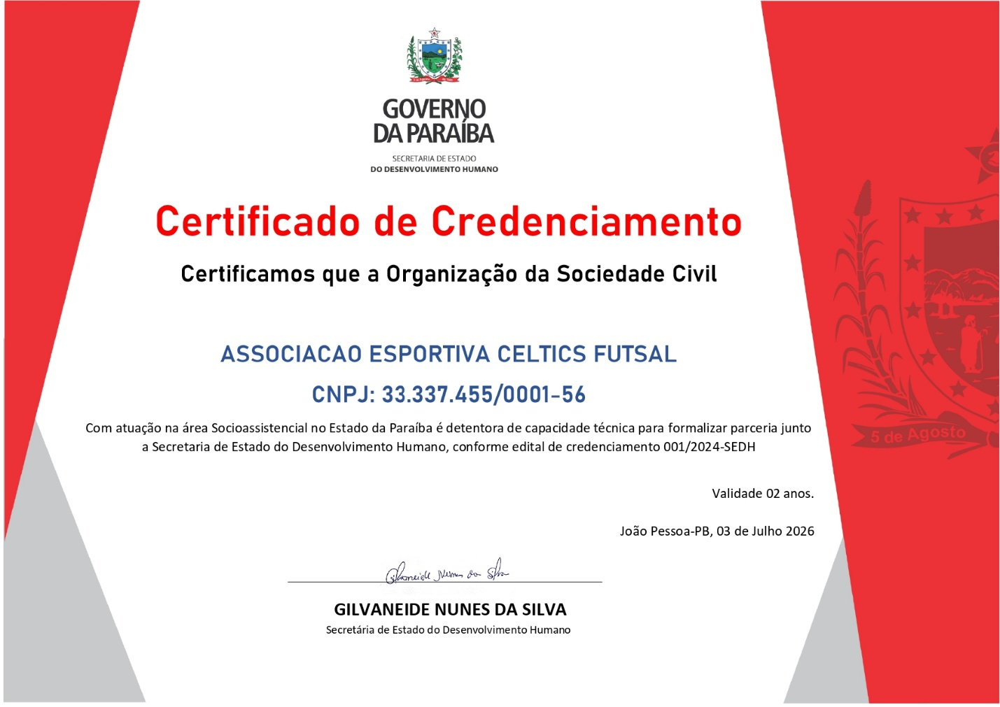 GOVERNO
DA PARAÍBA
SECRETARIA DE ESTADO
DO DESENVOLVIMENTO HUMANO
Certificado de Credenciamento
Certificamos que a Organização da Sociedade Civil
ASSOCIACAO ESPORTIVA CELTICS FUTSAL
CNPJ: 33.337.455/0001-56
Com atuação na área Socioassistencial no Estado da Paraíba é detentora de capacidade técnica para formalizar parceria junto
a Secretaria de Estado do Desenvolvimento Humano, conforme edital de credenciamento 001/2024-SEDH
5 de Agosto
Validade 02 anos.
João Pessoa-PB, 03 de Julho 2026
Gilvaneide Nunes da Silva
GILVANEIDE NUNES DA SILVA
Secretária de Estado do Desenvolvimento Humano